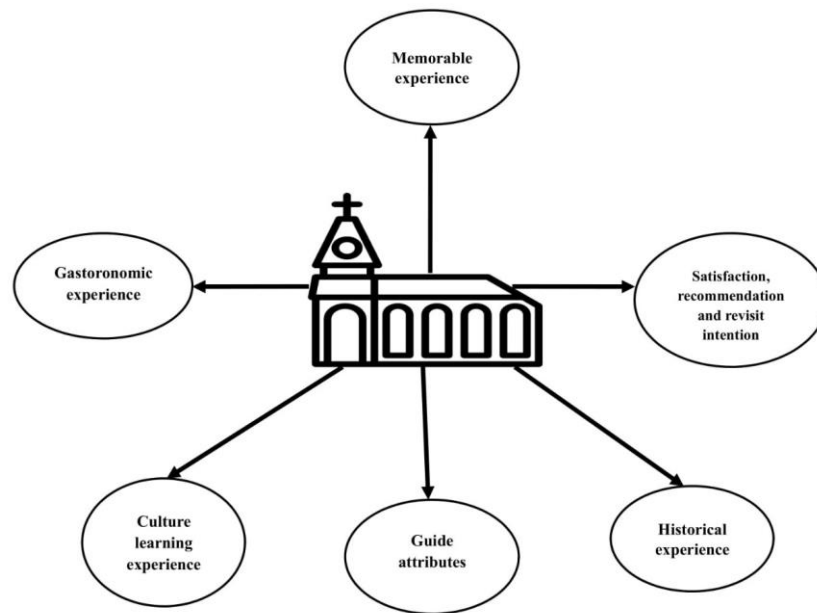 Memorable
experience
Gastoronomic
experience
Satisfaction,
recommendation
and revisit
intention
Culture
learning
experience
Guide
attributes
Historical
experience